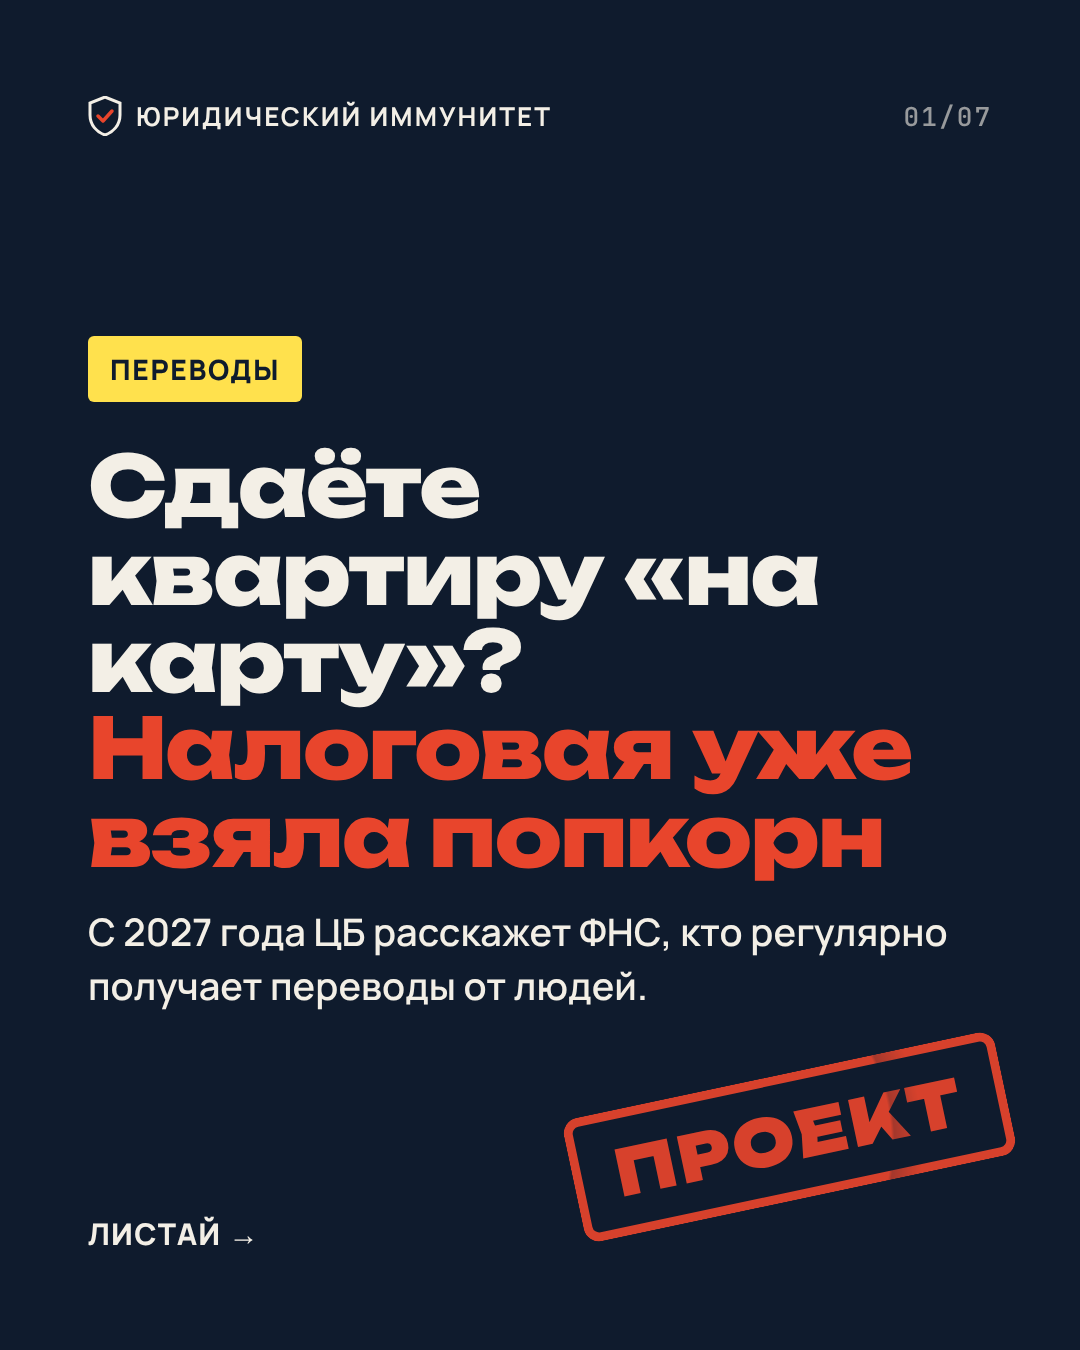 ЮРИДИЧЕСКИЙ ИММУНИТЕТ
01/07
ПЕРЕВОДЫ
Сдаёте
квартиру «на
карту»?
Налоговая уже
взяла попкорн
С 2027 года ЦБ расскажет ФНС, кто регулярно
получает переводы от людей.
ПРОЕКТ
ЛИСТАЙ →